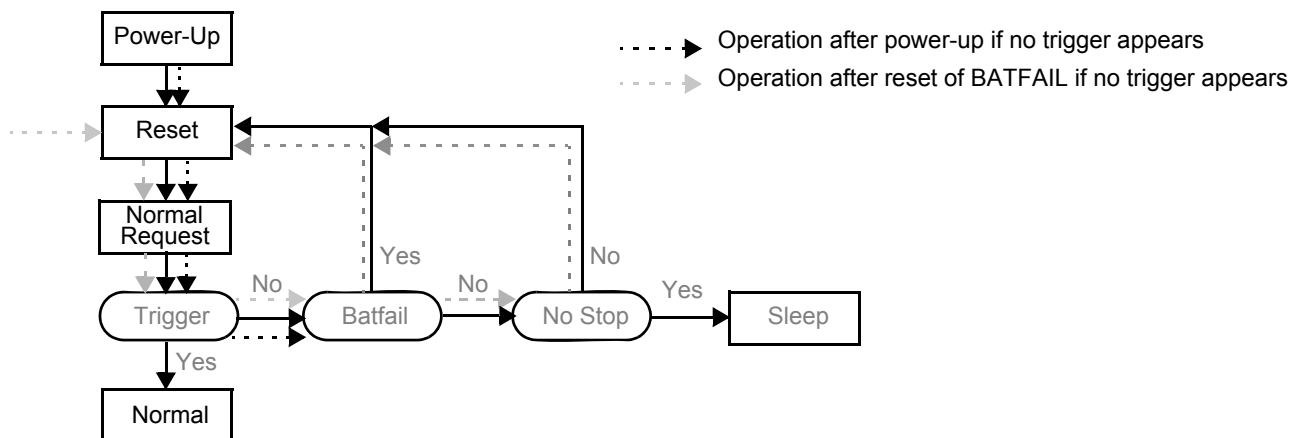 Power-Up
Operation after power-up if no trigger appears
Operation after reset of BATFAIL if no trigger appears
Reset
Normal
Request
Yes
No
No
No
Yes
Trigger
Batfail
No Stop
Sleep
Yes
Normal